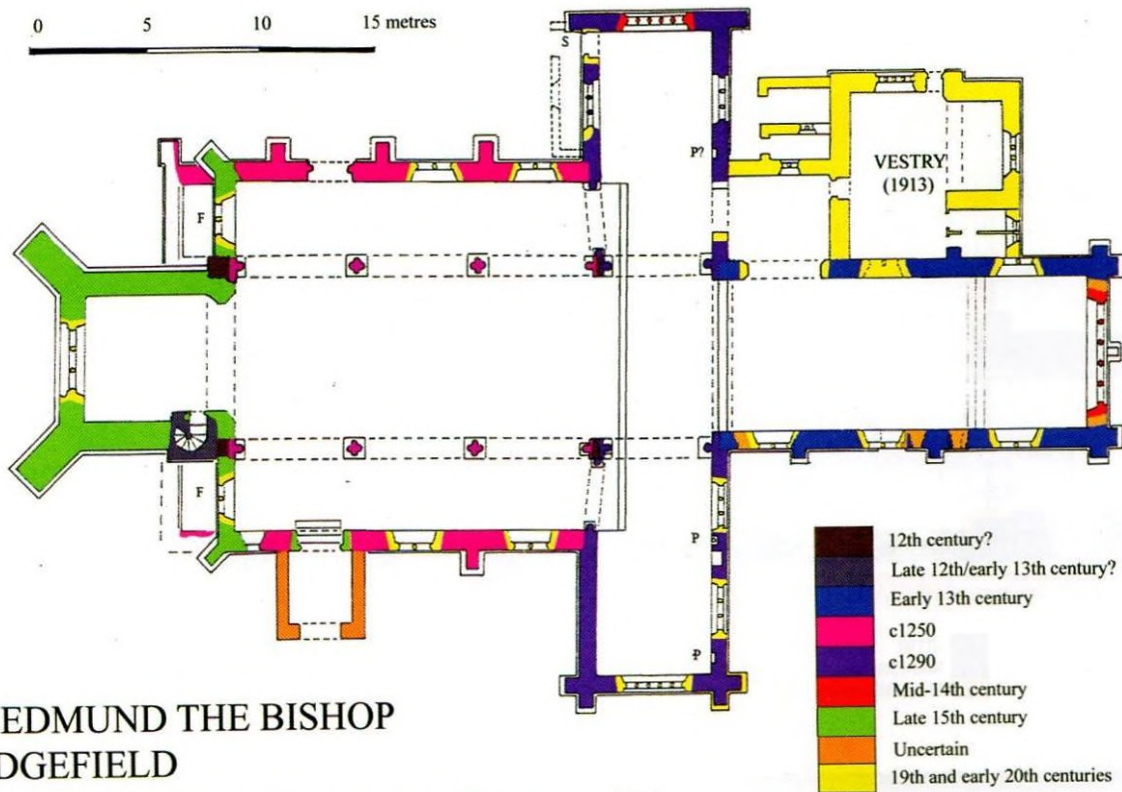 0 5 10 15 metres
S
P?
VESTRY
(1913)
F
F
P
P
12th century?
Late 12th/early 13th century?
Early 13th century
c1250
c1290
Mid-14th century
Late 15th century
Uncertain
19th and early 20th centuries
EDMUND THE BISHOP
DGEFIELD